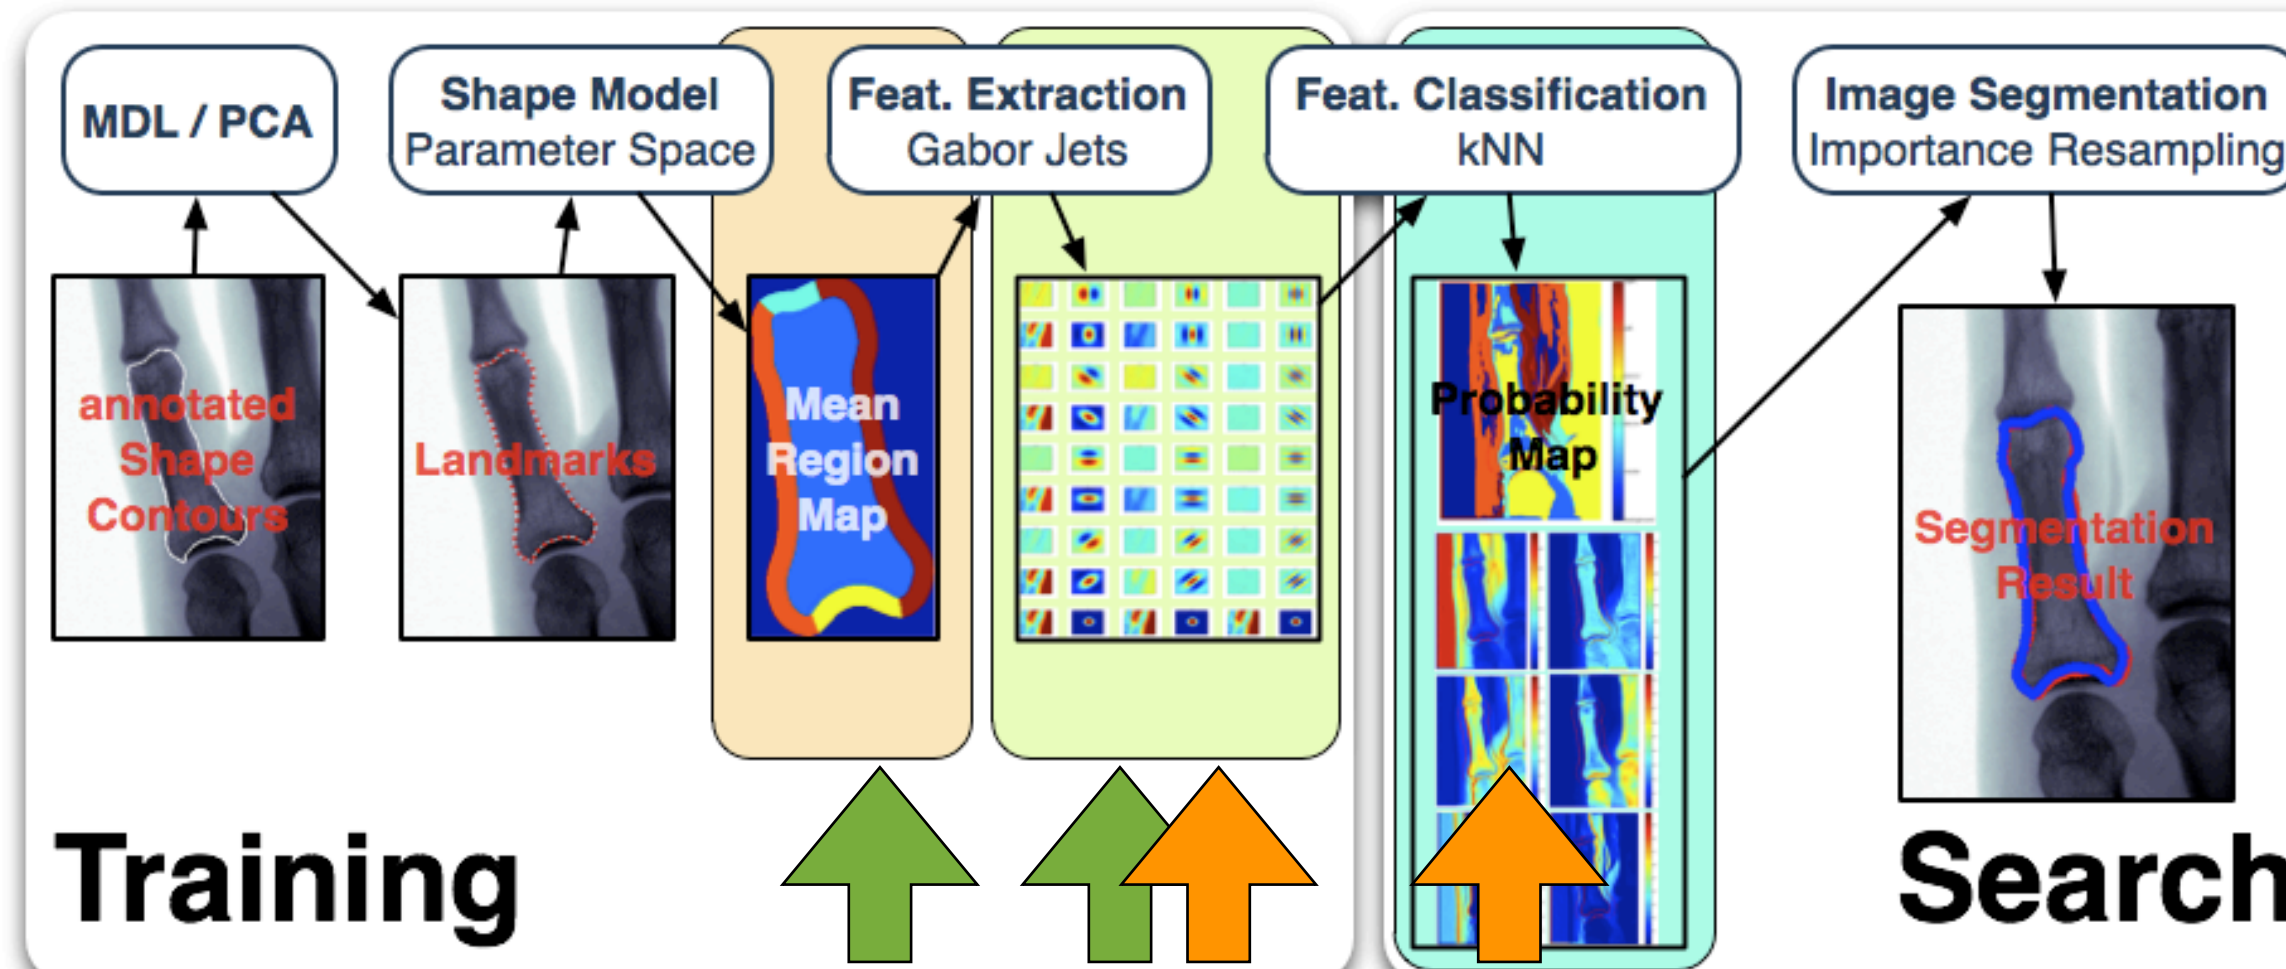 MDL / PCA
Shape Model
Parameter Space
Feat. Extraction
Gabor Jets
Feat. Classification
kNN
Image Segmentation
Importance Resampling
annotated
Shape
Contours
Landmarks
Mean
Region
Map
Probability
Map
Segmentation
Result
Training
Search